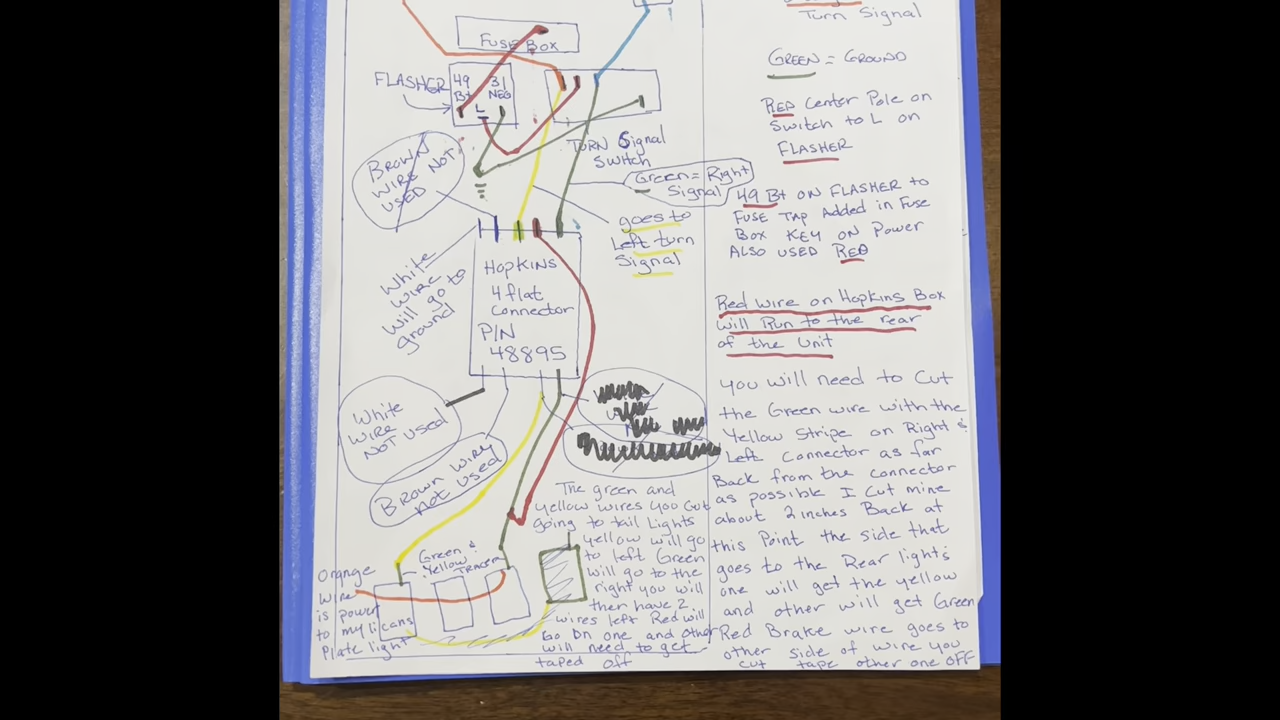 FUSE BOX
FLASHER
49
B+
31
NEG
L
TURN Signal
SWITCH
BROWN
WIRE NOT
USED
Green = Right
Signal
goes to
Left turn
Signal
White
WIRE
Will go to
ground
HOPKINS
4 flat
connector
P/N
48895
White
WIRE
NOT USED
BROWN WIRE
not used
The green and
yellow wires you cut
going to tail Lights
yellow will go
to left Green
will go to the
right you will
then have 2
wires left Red will
Go on one and other
will need to get
taped off
Green &
Yellow
TRACER
Orange
Wire
is power
to my licans
Plate light
Turn Signal
GREEN = GROUND
RED Center Pole on
Switch to L on
FLASHER
49 B+ ON FLASHER to
FUSE TAP Added in Fuse
Box KEY ON Power
ALSO USED RED
Red wire on Hopkins Box
will Run to the rear
of the Unit
you will need to Cut
the Green wire with the
Yellow Stripe on Right &
Left Connector as far
Back from the connector
as possible I Cut mine
about 2 inches Back at
this Point the side that
goes to the Rear lights
one will get the yellow
and other will get Green
Red Brake wire goes to
other side of wire you
cut tape other one OFF